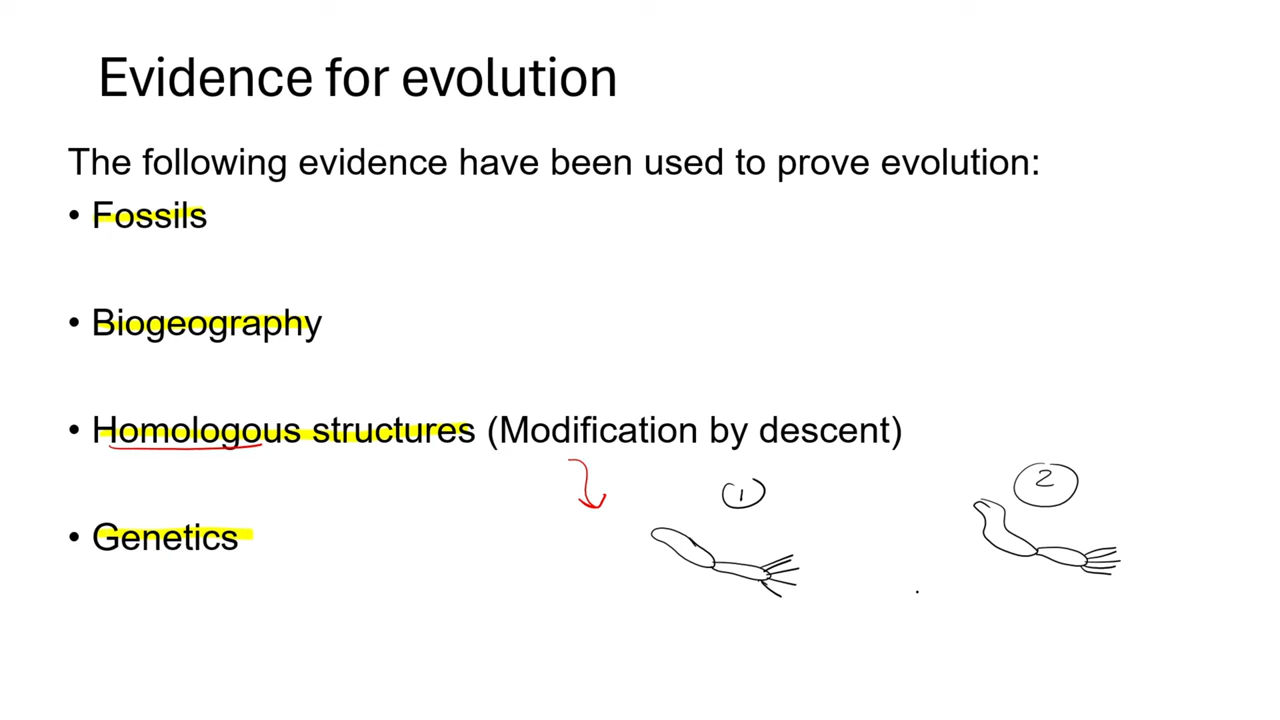 Evidence for evolution
The following evidence have been used to prove evolution:
• Fossils
• Biogeography
• Homologous structures (Modification by descent)
1
2
• Genetics